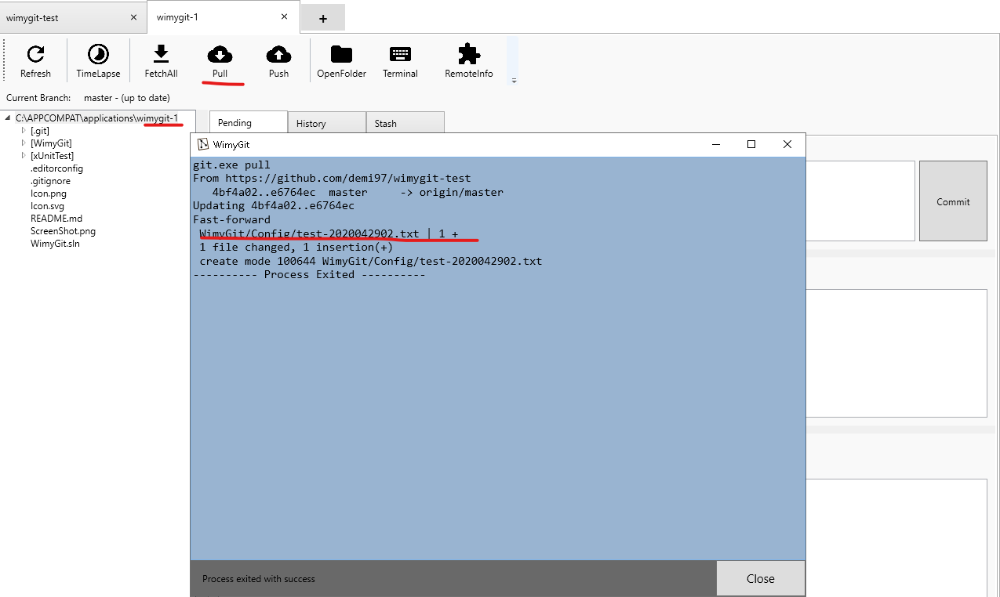 wimygit-test ×
wimygit-1 ×
+
Refresh
TimeLapse
FetchAll
Pull
Push
OpenFolder
Terminal
RemoteInfo
Current Branch: master - (up to date)
C:\APPCOMPAT\applications\wimygit-1
[.git]
[WimyGit]
[xUnitTest]
.editorconfig
.gitignore
Icon.png
Icon.svg
README.md
ScreenShot.png
WimyGit.sln
Pending
History
Stash
Commit
WimyGit
git.exe pull
From https://github.com/demi97/wimygit-test
4bf4a02..e6764ec  master     -> origin/master
Updating 4bf4a02..e6764ec
Fast-forward
WimyGit/Config/test-2020042902.txt | 1 +
1 file changed, 1 insertion(+)
create mode 100644 WimyGit/Config/test-2020042902.txt
---------- Process Exited ----------
Process exited with success
Close